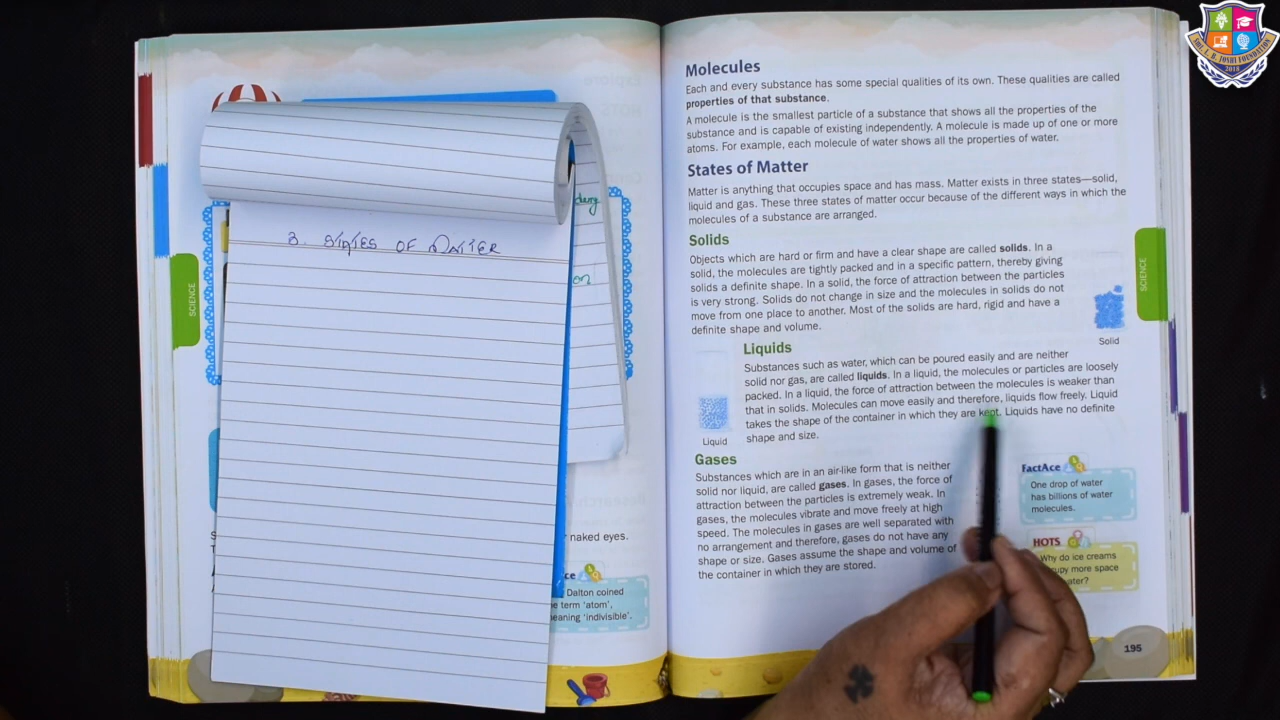 3. STATES OF MATTER
SCIENCE
naked eyes.
Dalton coined
term 'atom',
meaning 'indivisible'.
Molecules
Each and every substance has some special qualities of its own. These qualities are called
properties of that substance.
A molecule is the smallest particle of a substance that shows all the properties of the
substance and is capable of existing independently. A molecule is made up of one or more
atoms. For example, each molecule of water shows all the properties of water.
States of Matter
Matter is anything that occupies space and has mass. Matter exists in three states—solid,
liquid and gas. These three states of matter occur because of the different ways in which the
molecules of a substance are arranged.
Solids
Objects which are hard or firm and have a clear shape are called solids. In a
solid, the molecules are tightly packed and in a specific pattern, thereby giving
solids a definite shape. In a solid, the force of attraction between the particles
is very strong. Solids do not change in size and the molecules in solids do not
move from one place to another. Most of the solids are hard, rigid and have a
definite shape and volume.
Solid
Liquids
Substances such as water, which can be poured easily and are neither
solid nor gas, are called liquids. In a liquid, the molecules or particles are loosely
packed. In a liquid, the force of attraction between the molecules is weaker than
that in solids. Molecules can move easily and therefore, liquids flow freely. Liquid
takes the shape of the container in which they are kept. Liquids have no definite
shape and size.
Liquid
Gases
Substances which are in an air-like form that is neither
solid nor liquid, are called gases. In gases, the force of
attraction between the particles is extremely weak. In
gases, the molecules vibrate and move freely at high
speed. The molecules in gases are well separated with
no arrangement and therefore, gases do not have any
shape or size. Gases assume the shape and volume of
the container in which they are stored.
FactAce
One drop of water
has billions of water
molecules.
HOTS
Why do ice creams
more space
SCIENCE
195
SHRI L. H. JOSHI FOUNDATION
2018